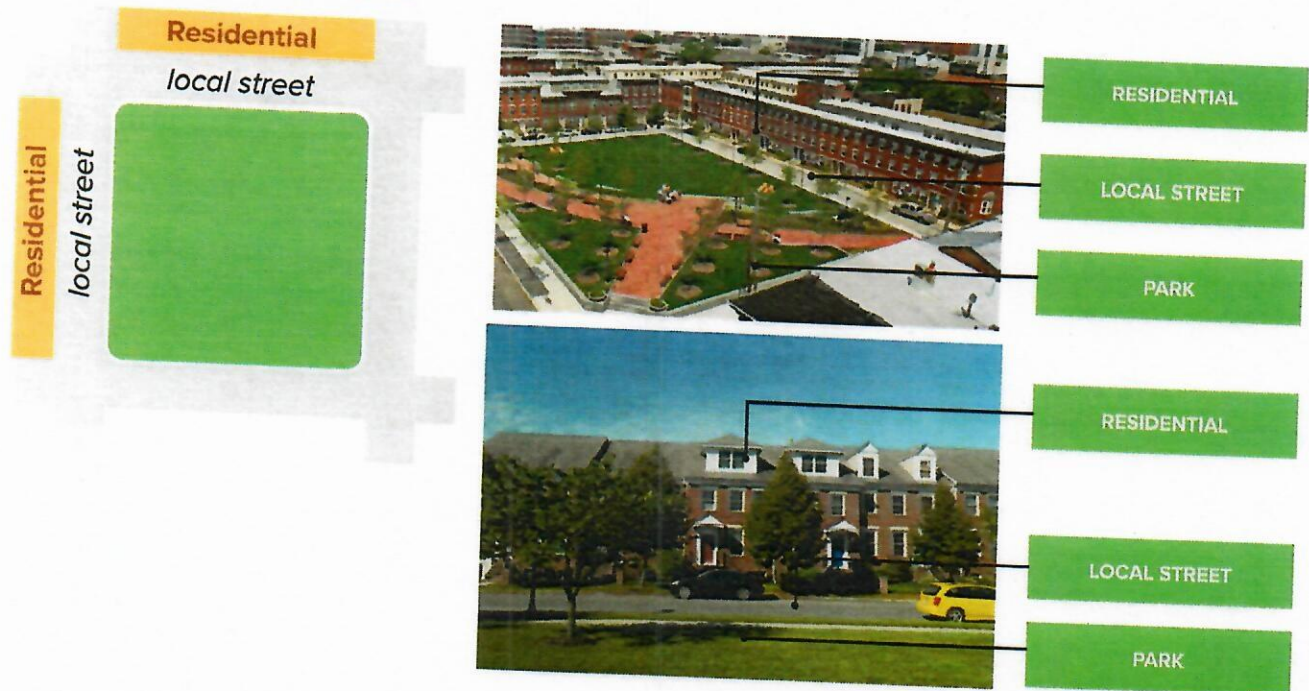 Residential
local street
Residential
local street
RESIDENTIAL
LOCAL STREET
PARK
RESIDENTIAL
LOCAL STREET
PARK